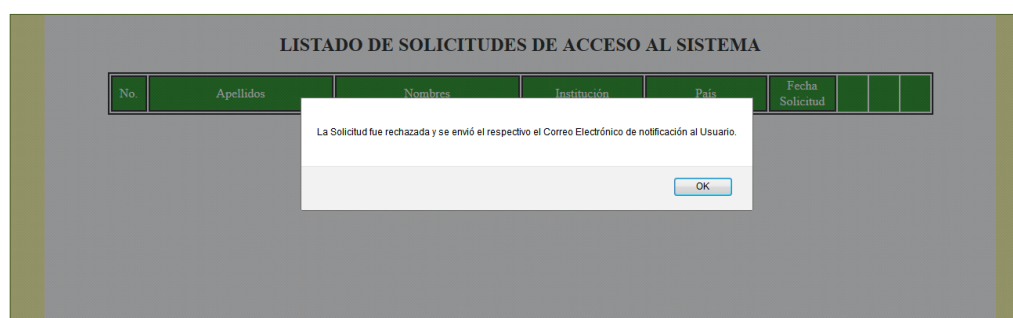 LISTADO DE SOLICITUDES DE ACCESO AL SISTEMA
No. Apellidos Nombres Institución País Fecha Solicitud
La Solicitud fue rechazada y se envió el respectivo el Correo Electrónico de notificación al Usuario.
OK